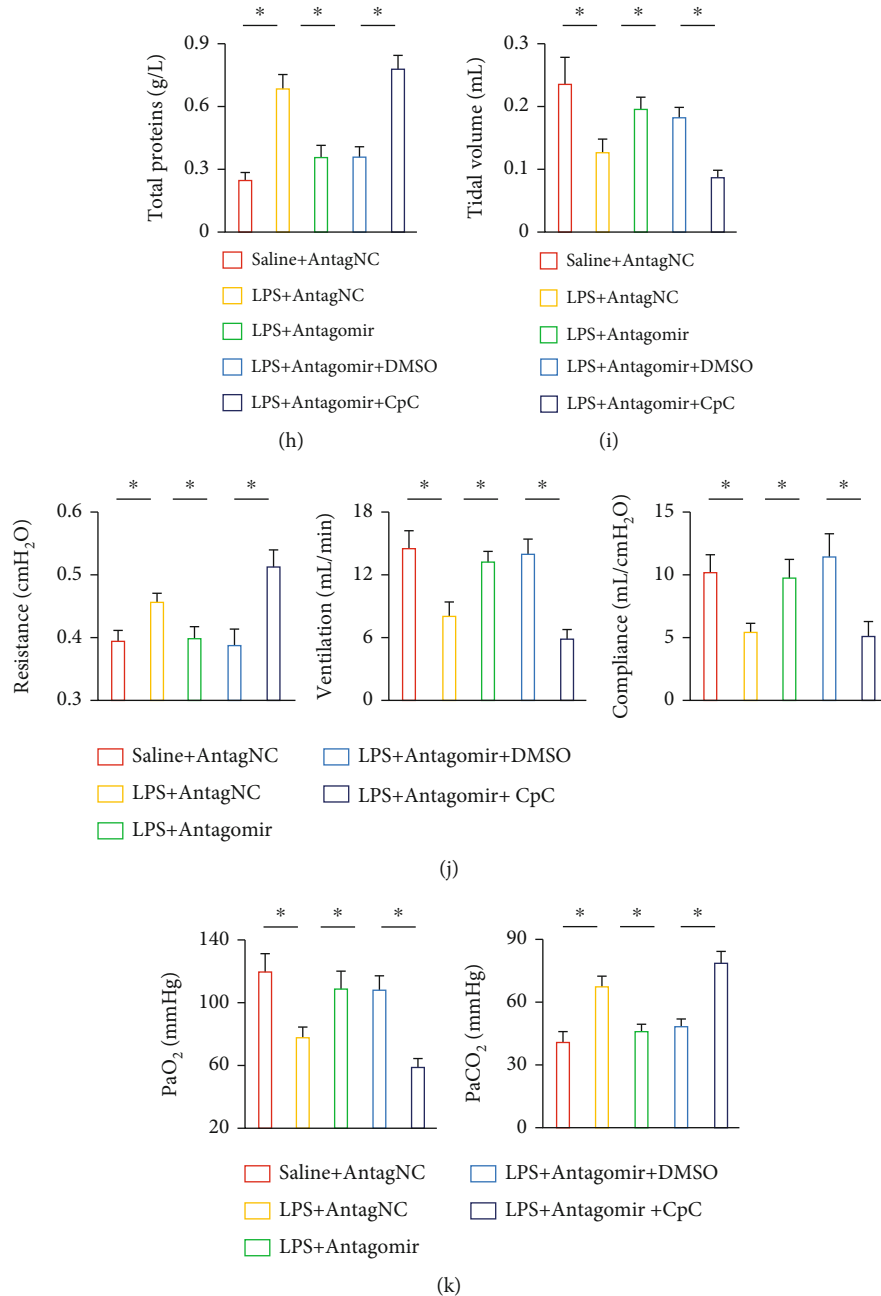 * * *
Total proteins (g/L)
0.9
0.6
0.3
0
Saline+AntagNC
LPS+AntagNC
LPS+Antagomir
LPS+Antagomir+DMSO
LPS+Antagomir+CpC
(h)
* * *
Tidal volume (mL)
0.3
0.2
0.1
0
Saline+AntagNC
LPS+AntagNC
LPS+Antagomir
LPS+Antagomir+DMSO
LPS+Antagomir+CpC
(i)
* * *
Resistance (cmH₂O)
0.6
0.5
0.4
0.3
* * *
Ventilation (mL/min)
18
12
6
0
* * *
Compliance (mL/cmH₂O)
15
10
5
0
Saline+AntagNC
LPS+AntagNC
LPS+Antagomir
LPS+Antagomir+DMSO
LPS+Antagomir+ CpC
(j)
* * *
PaO₂ (mmHg)
140
100
60
20
* * *
PaCO₂ (mmHg)
90
60
30
0
Saline+AntagNC
LPS+AntagNC
LPS+Antagomir
LPS+Antagomir+DMSO
LPS+Antagomir +CpC
(k)